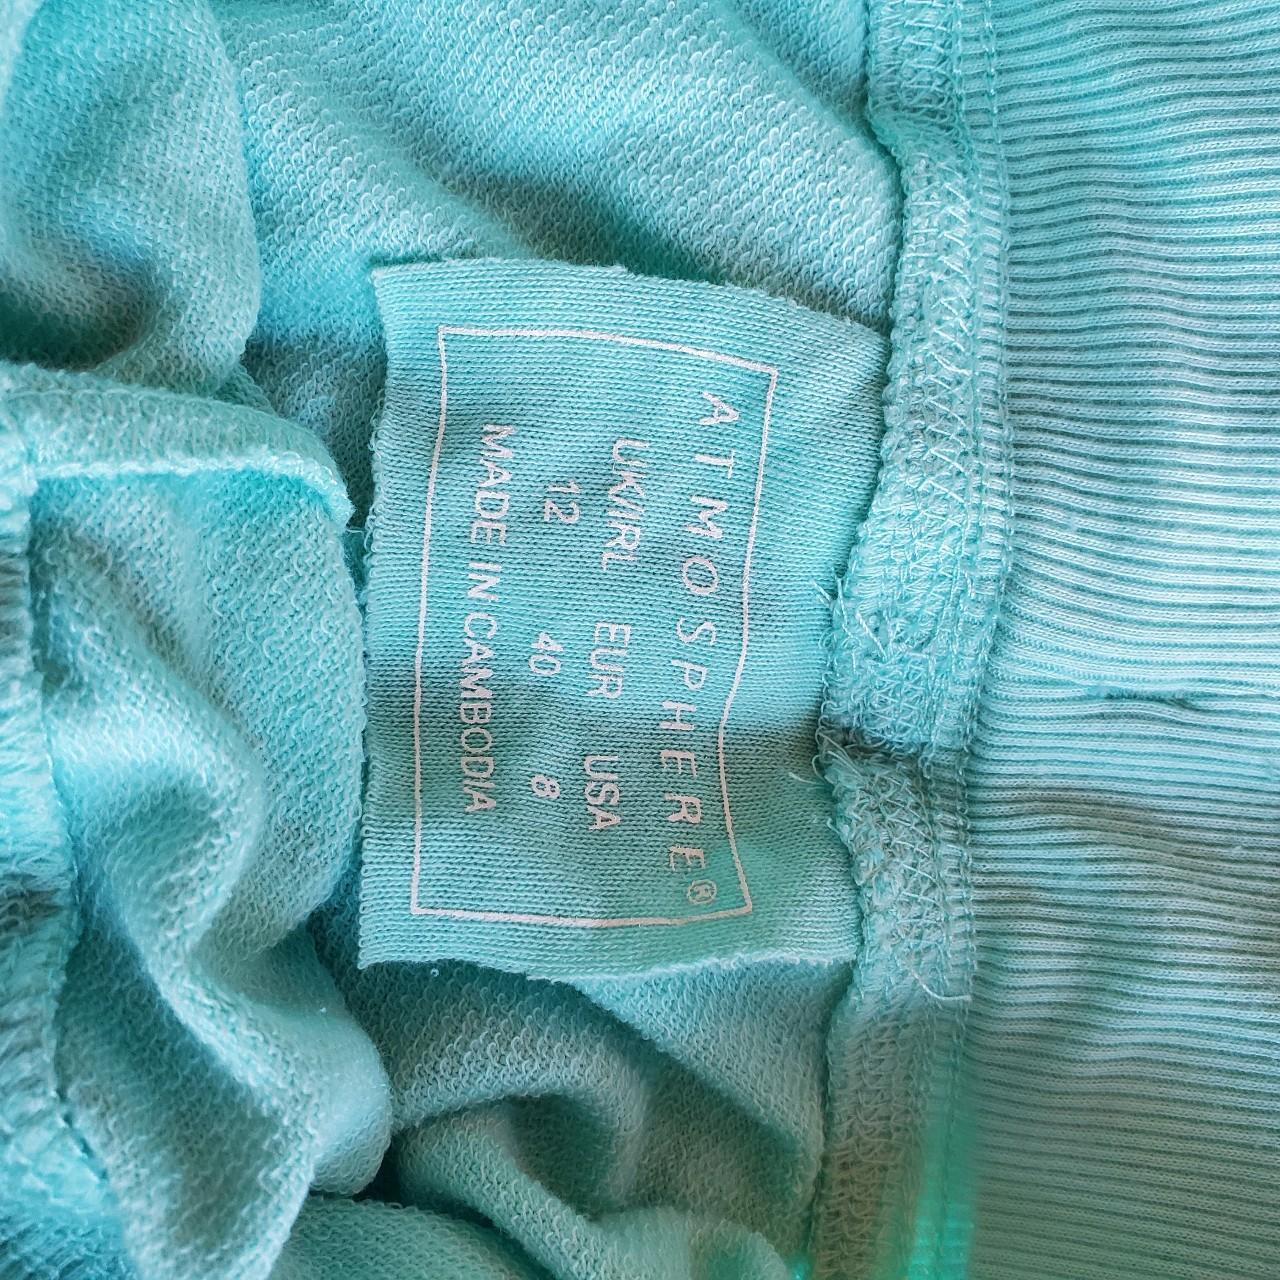 ATMOSPHERE®
UK/IRL EUR USA
12 40 8
MADE IN CAMBODIA